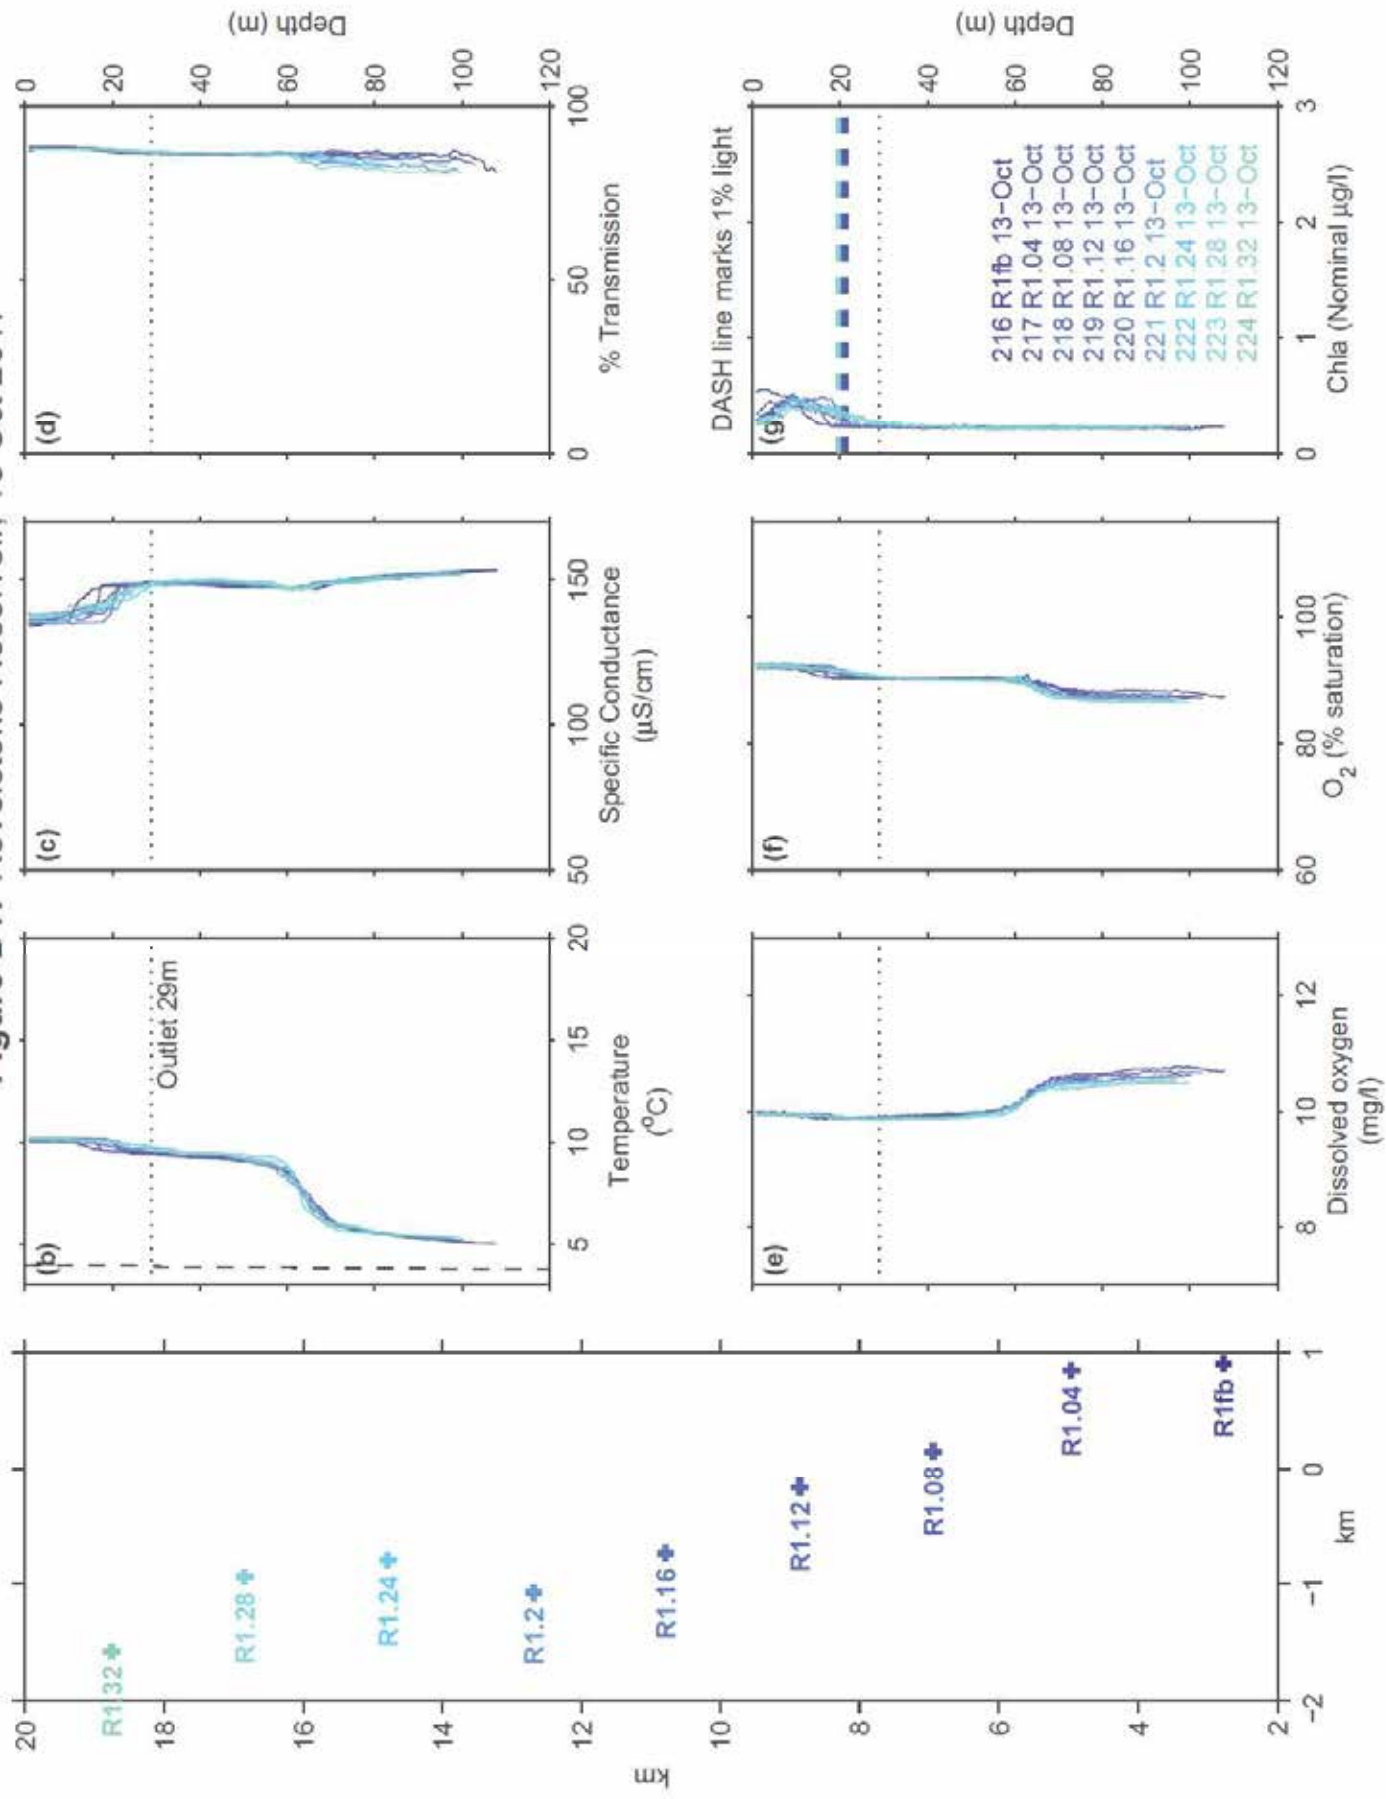 20
18
16
14
12
10
8
6
4
2
km
−2
−1
0
1
km
R1.32
R1.28
R1.24
R1.2
R1.16
R1.12
R1.08
R1.04
R1fb
(b)
Outlet 29m
5
10
15
20
Temperature
(°C)
(c)
50
100
150
Specific Conductance
(µS/cm)
(d)
0
50
100
% Transmission
0
20
40
60
80
100
120
Depth (m)
(e)
8
10
12
Dissolved oxygen
(mg/l)
(f)
60
80
100
O₂ (% saturation)
DASH line marks 1% light
(g)
216 R1fb 13−Oct
217 R1.04 13−Oct
218 R1.08 13−Oct
219 R1.12 13−Oct
220 R1.16 13−Oct
221 R1.2 13−Oct
222 R1.24 13−Oct
223 R1.28 13−Oct
224 R1.32 13−Oct
0
1
2
3
Chla (Nominal µg/l)
0
20
40
60
80
100
120
Depth (m)